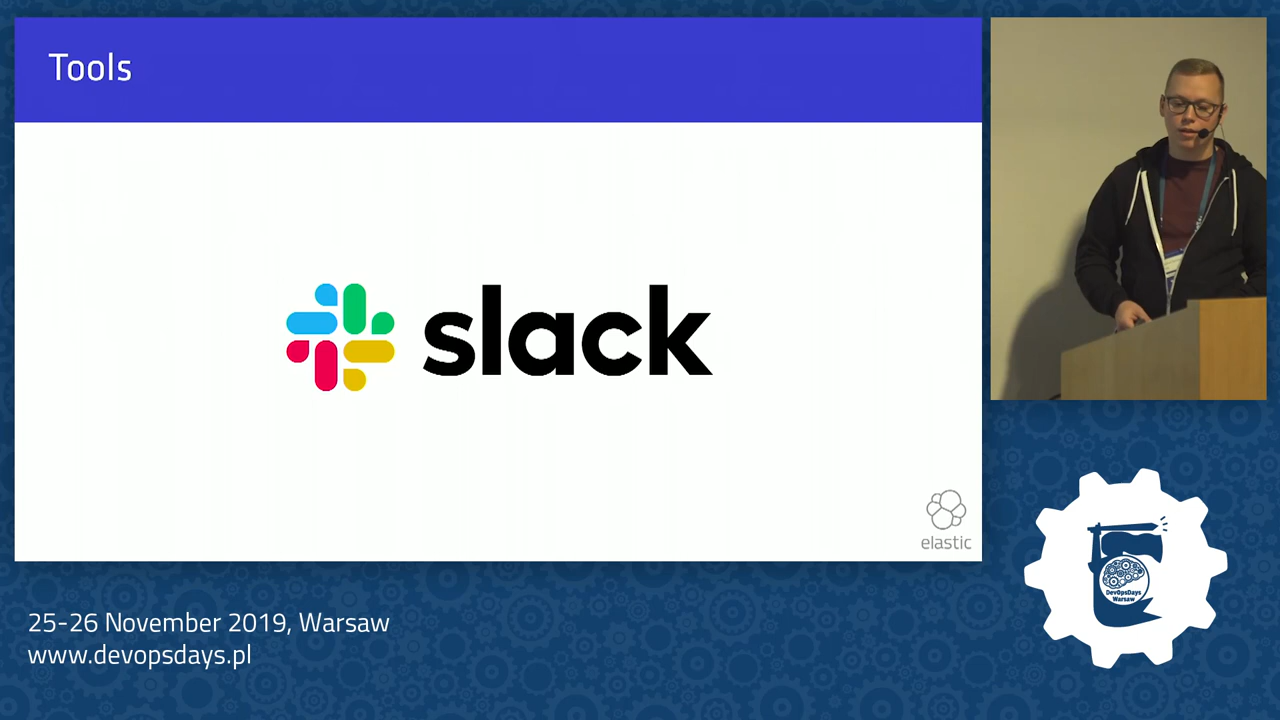 Tools
slack
elastic
DevOpsDays
Warsaw
25-26 November 2019, Warsaw
www.devopsdays.pl